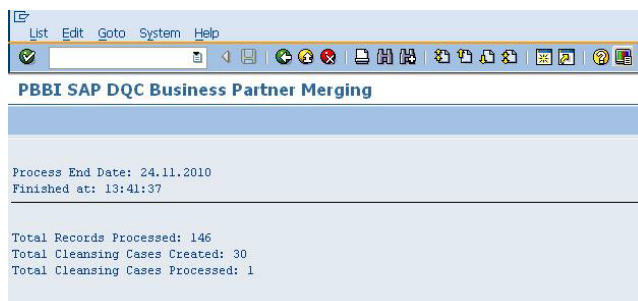 List Edit Goto System Help
PBBI SAP DQC Business Partner Merging
Process End Date: 24.11.2010
Finished at: 13:41:37
Total Records Processed: 146
Total Cleansing Cases Created: 30
Total Cleansing Cases Processed: 1